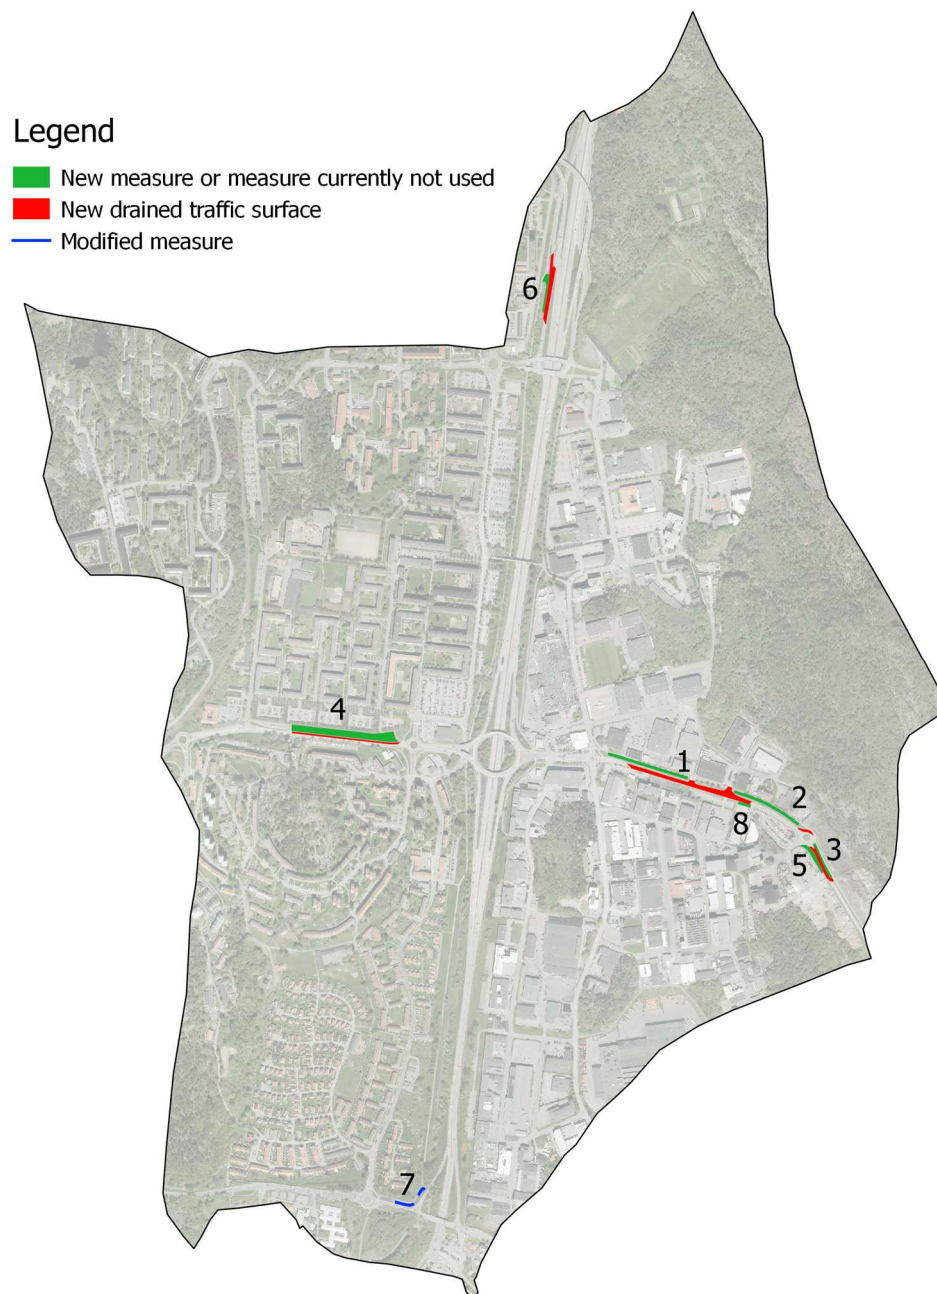 Legend
New measure or measure currently not used
New drained traffic surface
Modified measure
6
4
1
2
8
3
5
7